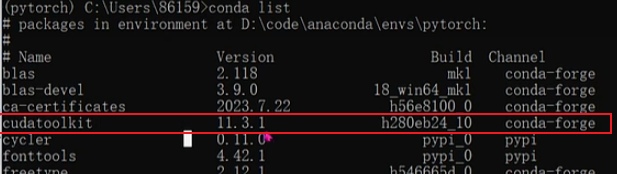 (pytorch) C:\Users\86159>conda list
# packages in environment at D:\code\anaconda\envs\pytorch:
#
# Name Version Build Channel
blas 2.118 mkl conda-forge
blas-devel 3.9.0 18_win64_mkl conda-forge
ca-certificates 2023.7.22 h56e8100_0 conda-forge
cudatoolkit 11.3.1 h280eb24_10 conda-forge
cycler 0.11.0 pypi_0 pypi
fonttools 4.42.1 pypi_0 pypi
freetype 2.12.1 h546665d_0 conda-forge